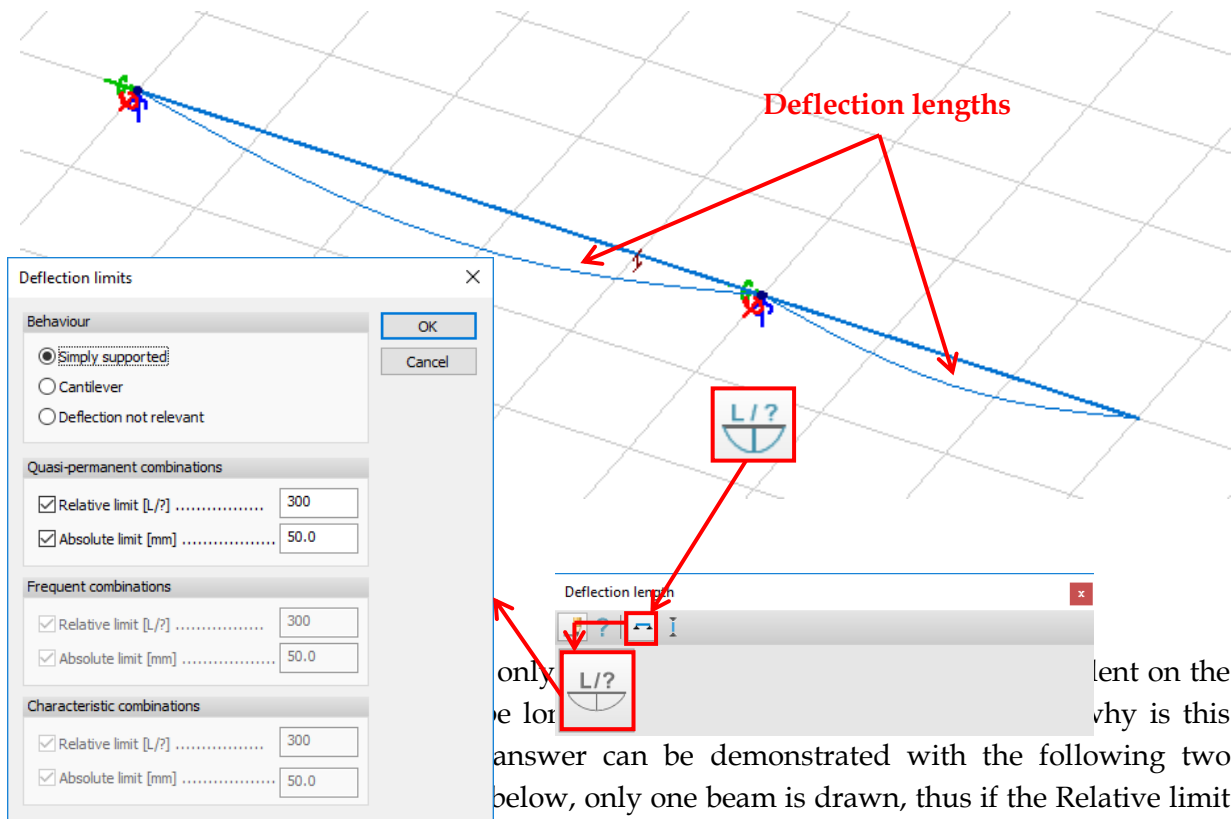 Deflection lengths
Deflection limits
Behaviour
Simply supported
Cantilever
Deflection not relevant
OK
Cancel
Quasi-permanent combinations
Relative limit [L/?] ................. 300
Absolute limit [mm] .................. 50.0
Frequent combinations
Relative limit [L/?] ................. 300
Absolute limit [mm] .................. 50.0
Characteristic combinations
Relative limit [L/?] ................. 300
Absolute limit [mm] .................. 50.0
L/?
Deflection length
x
?
L/?
only on the
why is this
answer can be demonstrated with the following two
below, only one beam is drawn, thus if the Relative limit